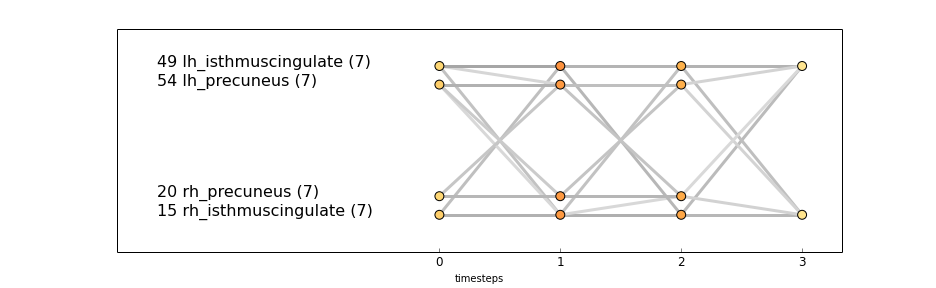 49 lh_isthmuscingulate (7)
54 lh_precuneus (7)
20 rh_precuneus (7)
15 rh_isthmuscingulate (7)
0 1 2 3
timesteps